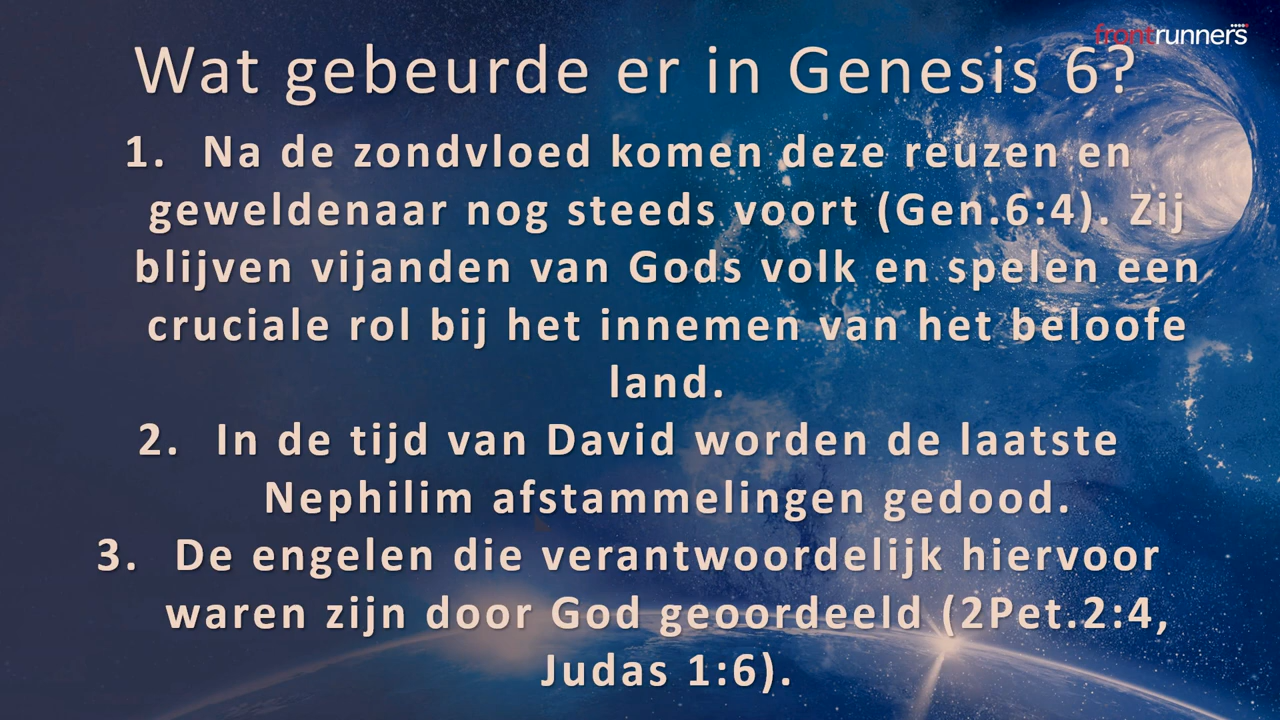 frontrunners
Wat gebeurde er in Genesis 6?
1. Na de zondvloed komen deze reuzen en
geweldenaar nog steeds voort (Gen.6:4). Zij
blijven vijanden van Gods volk en spelen een
cruciale rol bij het innemen van het beloofe
land.
2. In de tijd van David worden de laatste
Nephilim afstammelingen gedood.
3. De engelen die verantwoordelijk hiervoor
waren zijn door God geoordeeld (2Pet.2:4,
Judas 1:6).